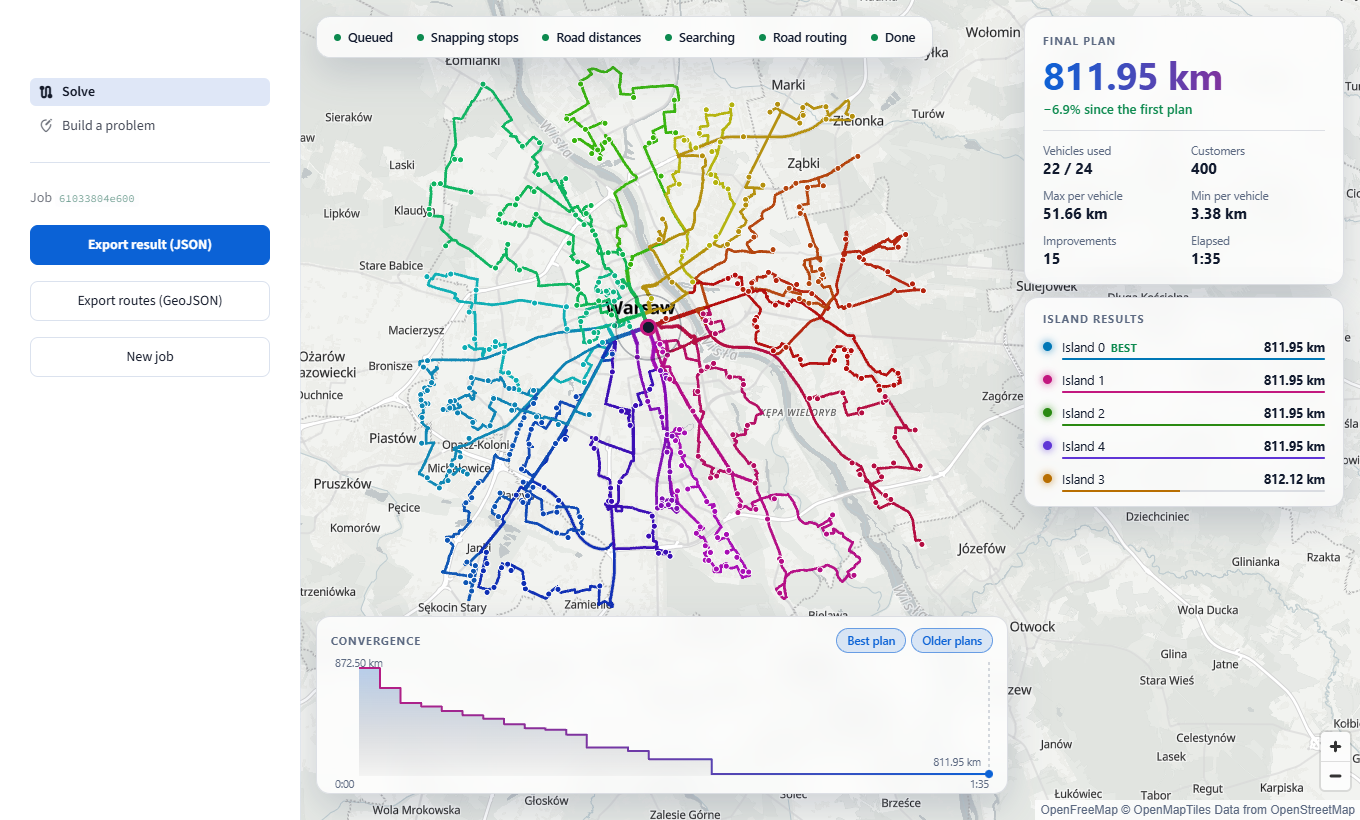 Solve
Build a problem
Job 61033804e600
Export result (JSON)
Export routes (GeoJSON)
New job
Queued
Snapping stops
Road distances
Searching
Road routing
Done
FINAL PLAN
811.95 km
−6.9% since the first plan
Vehicles used
22 / 24
Customers
400
Max per vehicle
51.66 km
Min per vehicle
3.38 km
Improvements
15
Elapsed
1:35
ISLAND RESULTS
Island 0 BEST 811.95 km
Island 1 811.95 km
Island 2 811.95 km
Island 4 811.95 km
Island 3 812.12 km
Wołomin
Łomianki
Marki
Zielonka
Turów
Sieraków
Wisła
Laski
Ząbki
Lipków
Stare Babice
Sulejówek
Długa Kościelna
Warsaw
Macierzysz
Ożarów
Bronisze
Wisła
Zagórze
KĘPA WIELORYB
Piastów
Opacz-Kolonia
Michałowice
Pruszków
Pęcice
Komorów
Dziechciniec
Janki
Józefów
Glinianka
Rzakta
Sękocin Stary
Wola Ducka
Otwock
Glina
Jatne
Stara Wieś
Celestynów
Janów
Lasek
Łukówiec
Tabor
Regut
Karpiska
CONVERGENCE
Best plan
Older plans
872.50 km
811.95 km
0:00
1:35
Wola Mrokowska
Głosków
Zalesie Górne
Brześce
+
−
OpenFreeMap © OpenMapTiles Data from OpenStreetMap